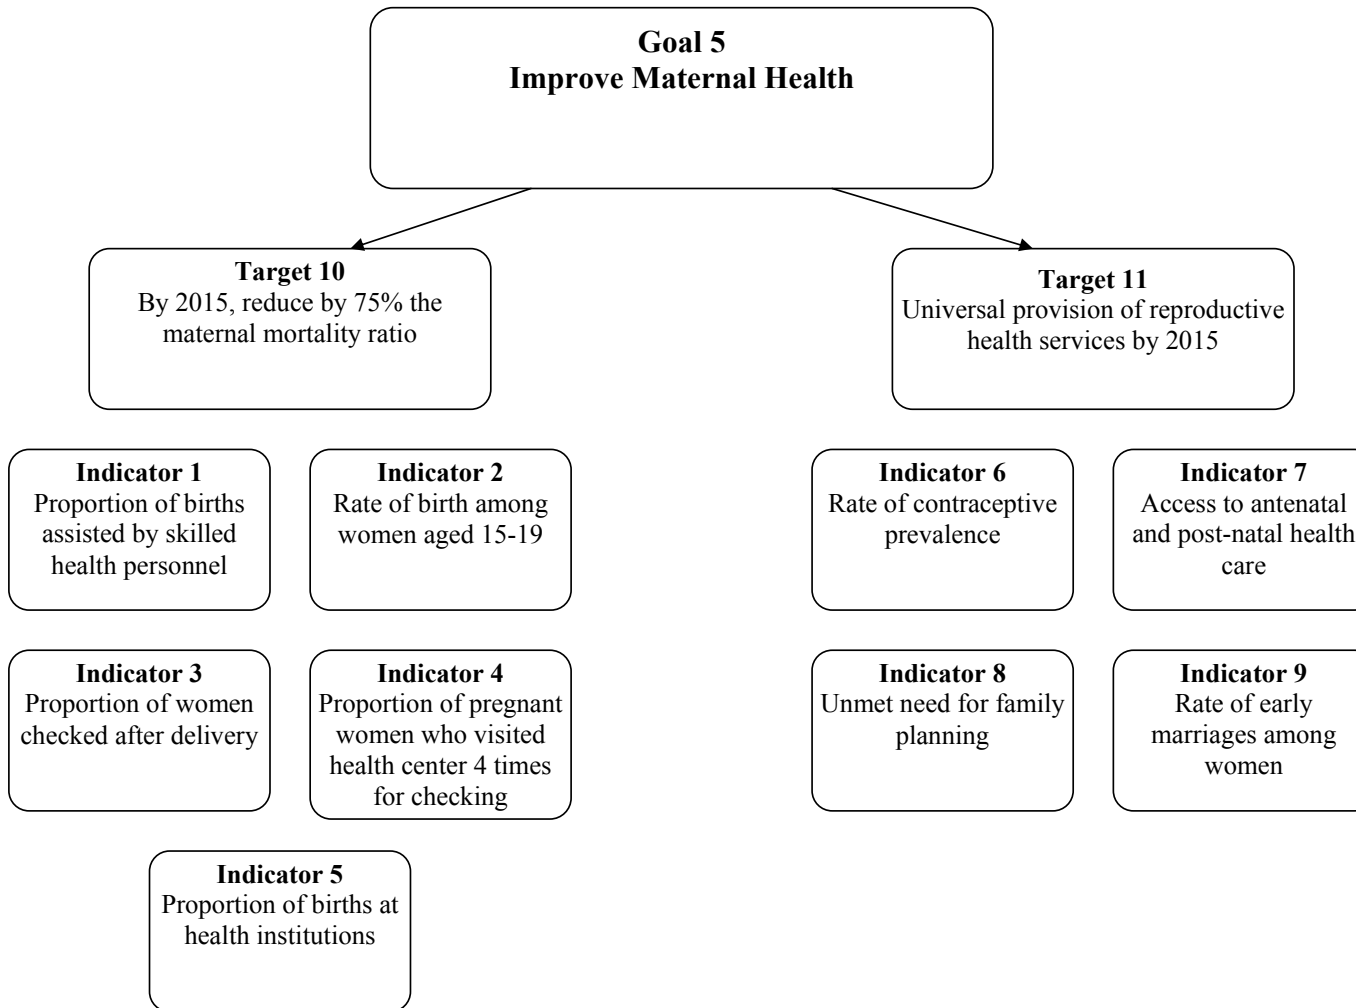 Goal 5
Improve Maternal Health
Target 10
By 2015, reduce by 75% the
maternal mortality ratio
Target 11
Universal provision of reproductive
health services by 2015
Indicator 1
Proportion of births
assisted by skilled
health personnel
Indicator 2
Rate of birth among
women aged 15-19
Indicator 6
Rate of contraceptive
prevalence
Indicator 7
Access to antenatal
and post-natal health
care
Indicator 3
Proportion of women
checked after delivery
Indicator 4
Proportion of pregnant
women who visited
health center 4 times
for checking
Indicator 8
Unmet need for family
planning
Indicator 9
Rate of early
marriages among
women
Indicator 5
Proportion of births at
health institutions